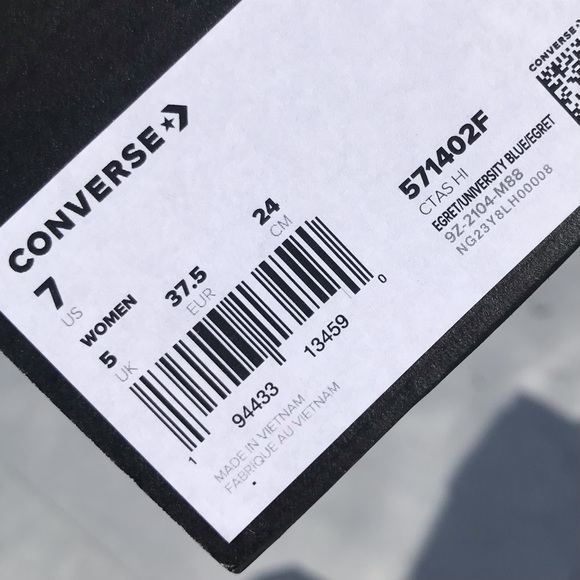 CONVERSE
7 US
WOMEN
5 UK
37.5 EUR
24 CM
1 94433 13459 0
MADE IN VIETNAM
FABRIQUE AU VIETNAM
CONVERSE
571402F
CTAS HI
EGRET/UNIVERSITY BLUE/EGRET
9Z-2104-M88
NG23Y8LH00008